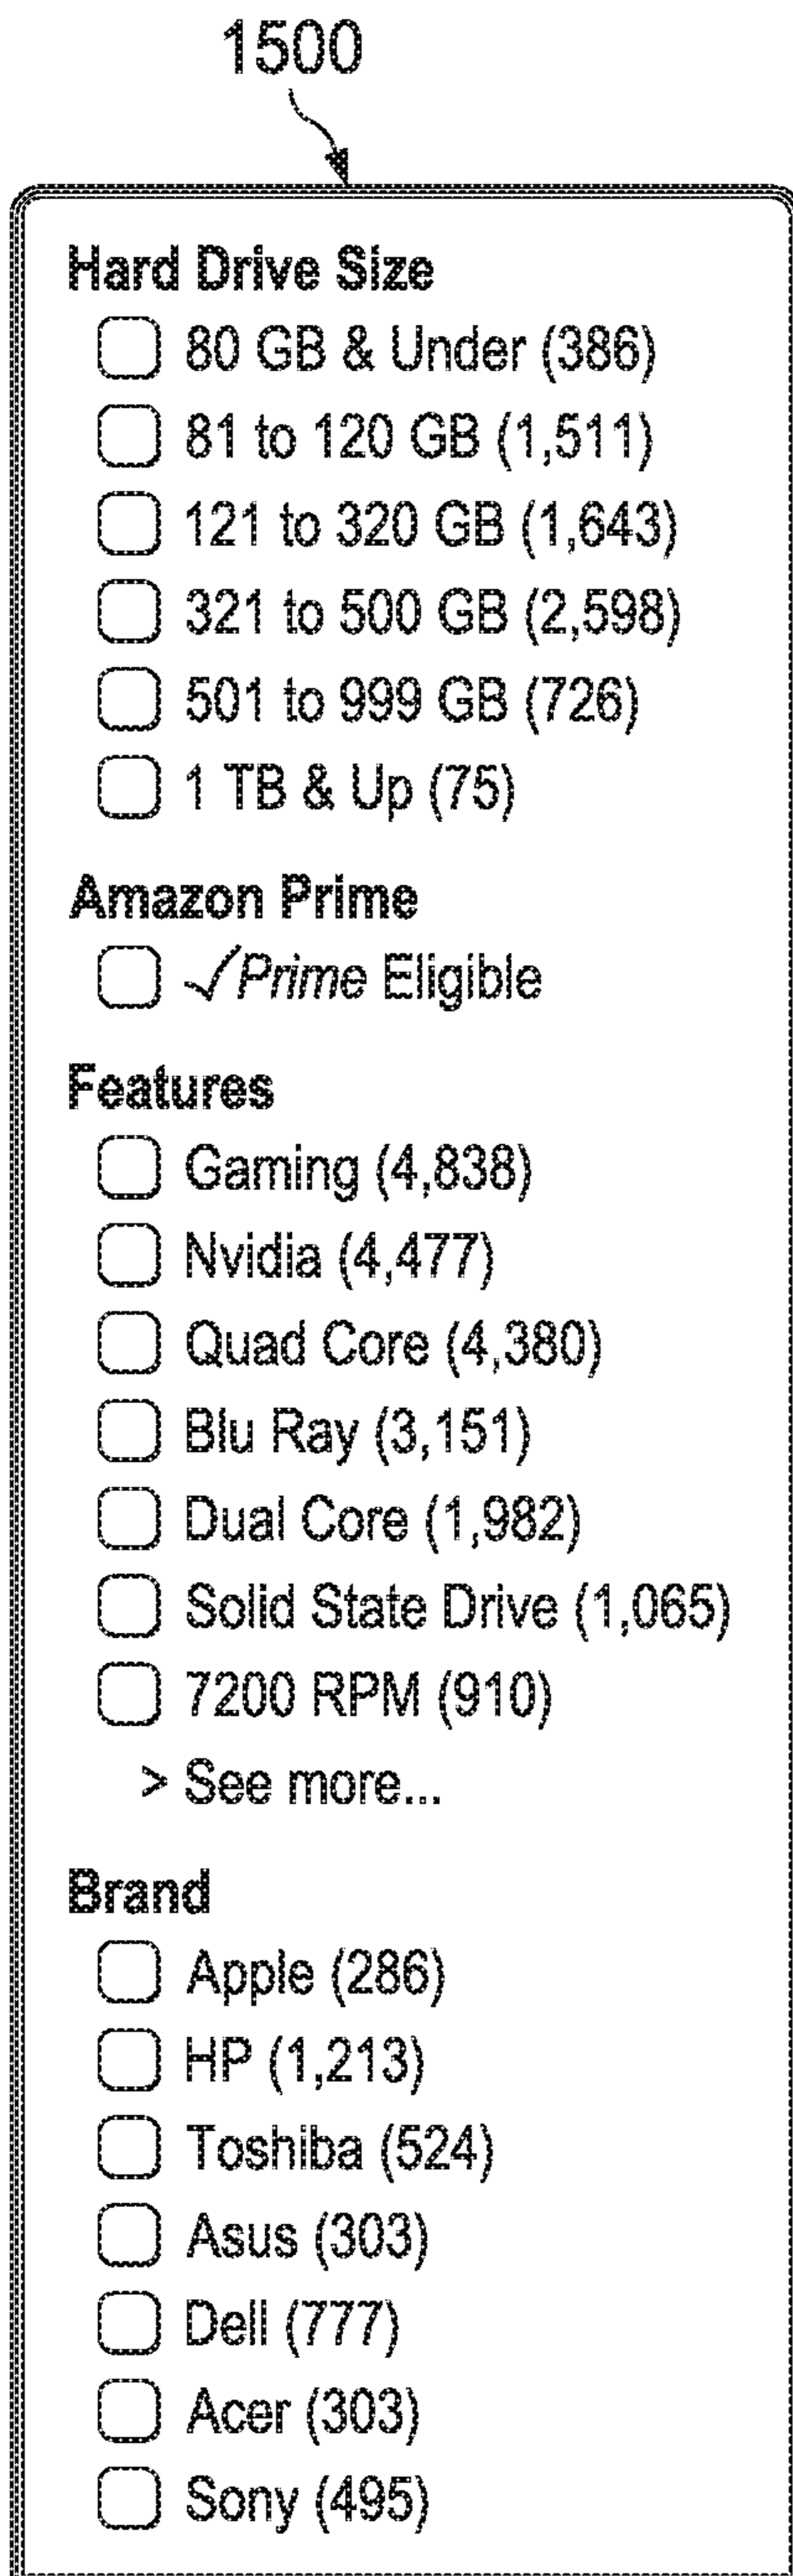 1500
Hard Drive Size
80 GB & Under (386)
81 to 120 GB (1,511)
121 to 320 GB (1,643)
321 to 500 GB (2,598)
501 to 999 GB (726)
1 TB & Up (75)
Amazon Prime
✓Prime Eligible
Features
Gaming (4,838)
Nvidia (4,477)
Quad Core (4,380)
Blu Ray (3,151)
Dual Core (1,982)
Solid State Drive (1,065)
7200 RPM (910)
> See more...
Brand
Apple (286)
HP (1,213)
Toshiba (524)
Asus (303)
Dell (777)
Acer (303)
Sony (495)